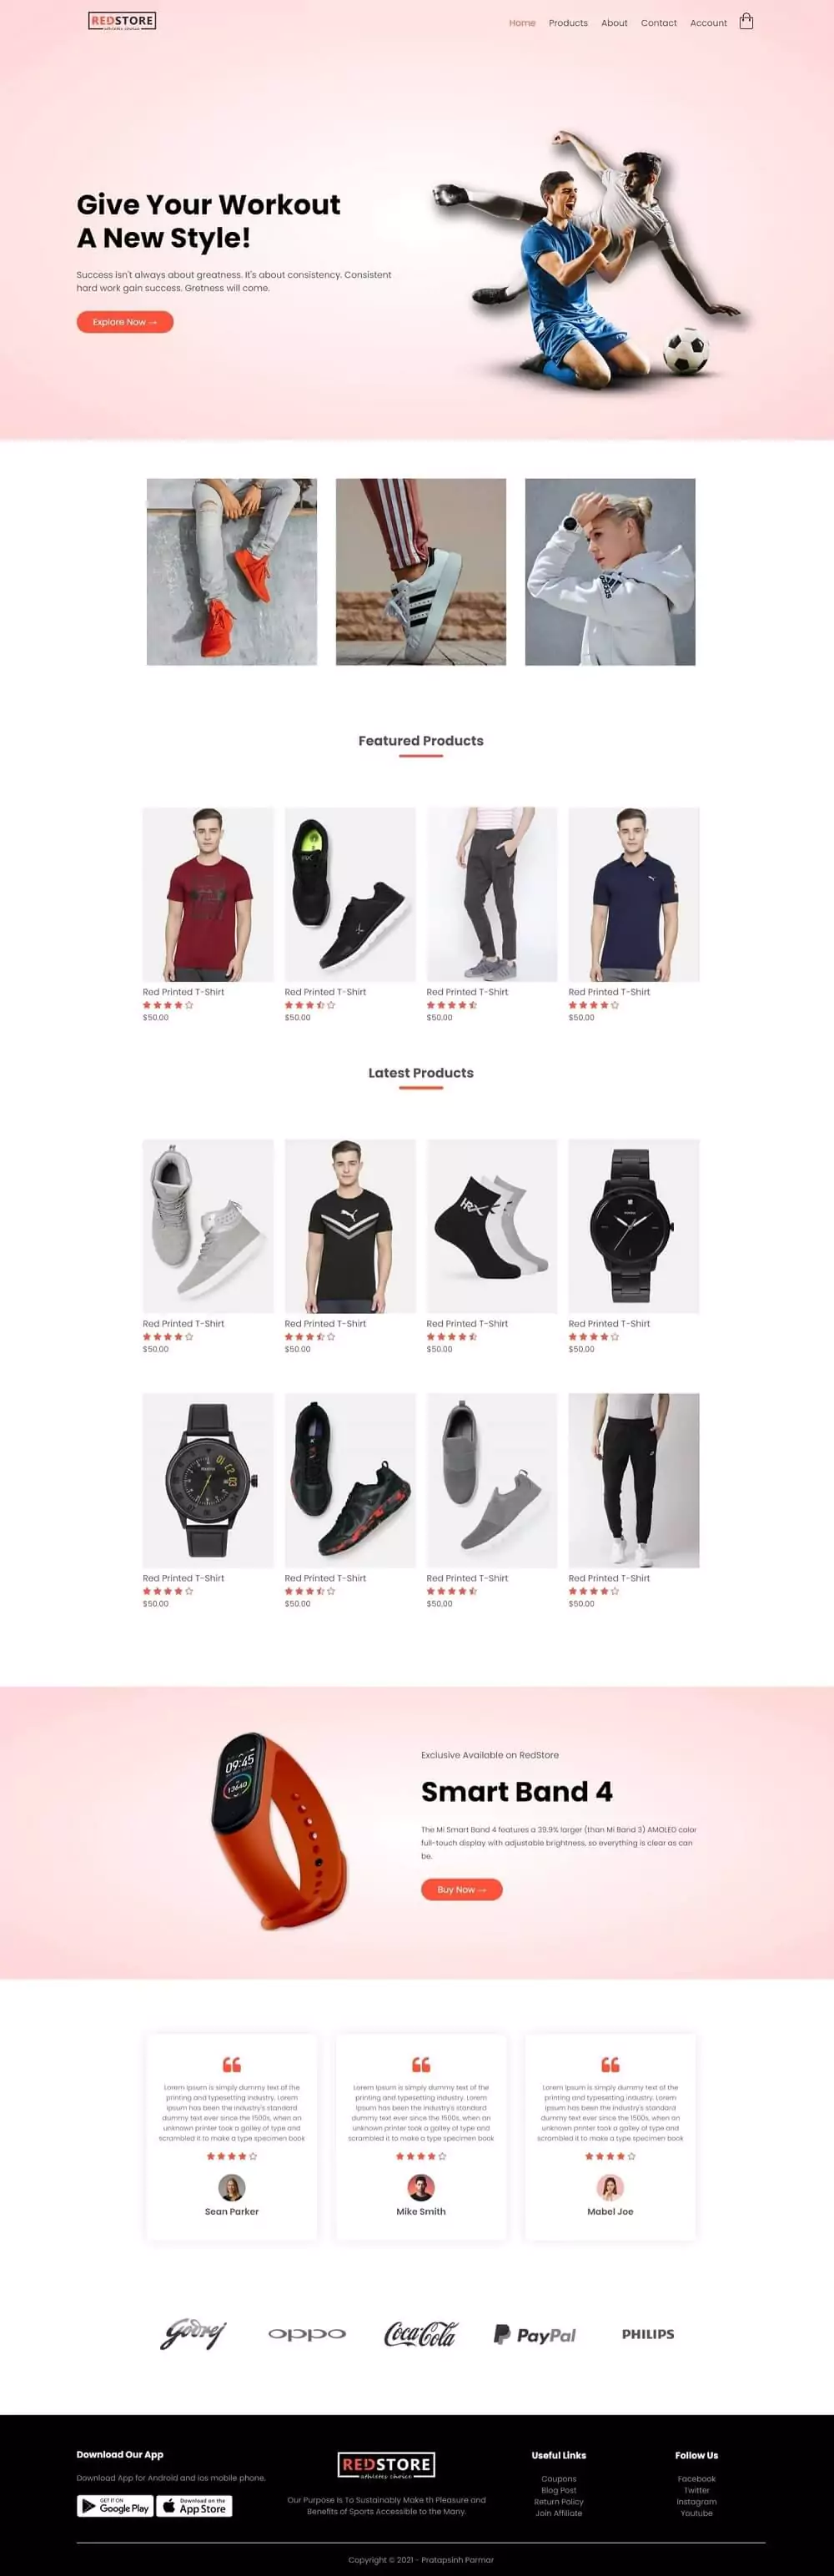 REDSTORE
athletes choice
Home Products About Contact Account
Give Your Workout
A New Style!
Success isn't always about greatness. It's about consistency. Consistent
hard work gain success. Gretness will come.
Explore Now →
adidas
Featured Products
Red Printed T-Shirt
$50.00
Red Printed T-Shirt
$50.00
Red Printed T-Shirt
$50.00
Red Printed T-Shirt
$50.00
Latest Products
HRX
Red Printed T-Shirt
$50.00
Red Printed T-Shirt
$50.00
Red Printed T-Shirt
$50.00
Red Printed T-Shirt
$50.00
Red Printed T-Shirt
$50.00
Red Printed T-Shirt
$50.00
Red Printed T-Shirt
$50.00
Red Printed T-Shirt
$50.00
09:45
13640
Exclusive Available on RedStore
Smart Band 4
The Mi Smart Band 4 features a 39.9% larger (than Mi Band 3) AMOLED color
full-touch display with adjustable brightness, so everything is clear as can
be.
Buy Now →
Lorem Ipsum is simply dummy text of the
printing and typesetting industry. Lorem
Ipsum has been the industry's standard
dummy text ever since the 1500s, when an
unknown printer took a galley of type and
scrambled it to make a type specimen book
Sean Parker
Lorem Ipsum is simply dummy text of the
printing and typesetting industry. Lorem
Ipsum has been the industry's standard
dummy text ever since the 1500s, when an
unknown printer took a galley of type and
scrambled it to make a type specimen book
Mike Smith
Lorem Ipsum is simply dummy text of the
printing and typesetting industry. Lorem
Ipsum has been the industry's standard
dummy text ever since the 1500s, when an
unknown printer took a galley of type and
scrambled it to make a type specimen book
Mabel Joe
Godrej
oppo
Coca-Cola
PayPal
PHILIPS
Download Our App
Download App for Android and ios mobile phone.
GET IT ON
Google Play
Download on the
App Store
REDSTORE
athletes choice
Our Purpose Is To Sustainably Make th Pleasure and
Benefits of Sports Accessible to the Many.
Useful Links
Coupons
Blog Post
Return Policy
Join Affiliate
Follow Us
Facebook
Twitter
Instagram
Youtube
Copyright © 2021 - Pratapsinh Parmar